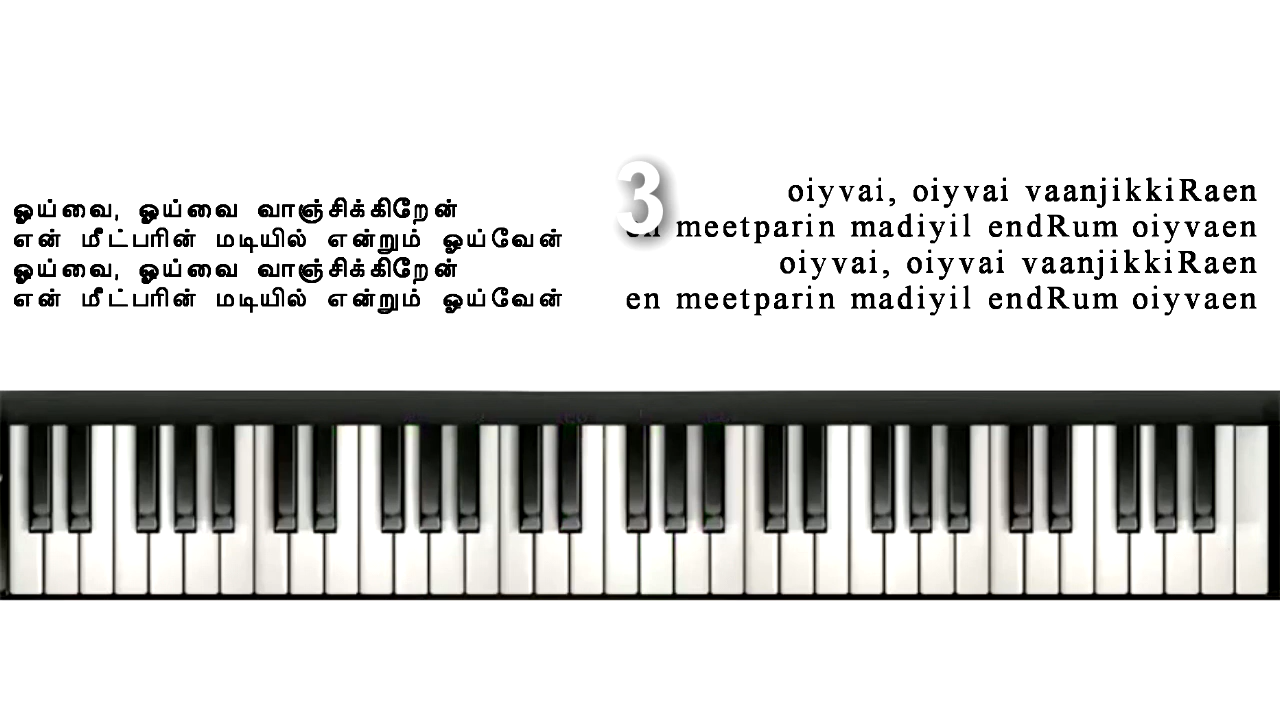 ஓய்வை, ஓய்வை வாஞ்சிக்கிறேன்
என் மீட்பரின் மடியில் என்றும் ஓய்வேன்
ஓய்வை, ஓய்வை வாஞ்சிக்கிறேன்
என் மீட்பரின் மடியில் என்றும் ஓய்வேன்
3
oiyvai, oiyvai vaanjikkiRaen
en meetparin madiyil endRum oiyvaen
oiyvai, oiyvai vaanjikkiRaen
en meetparin madiyil endRum oiyvaen